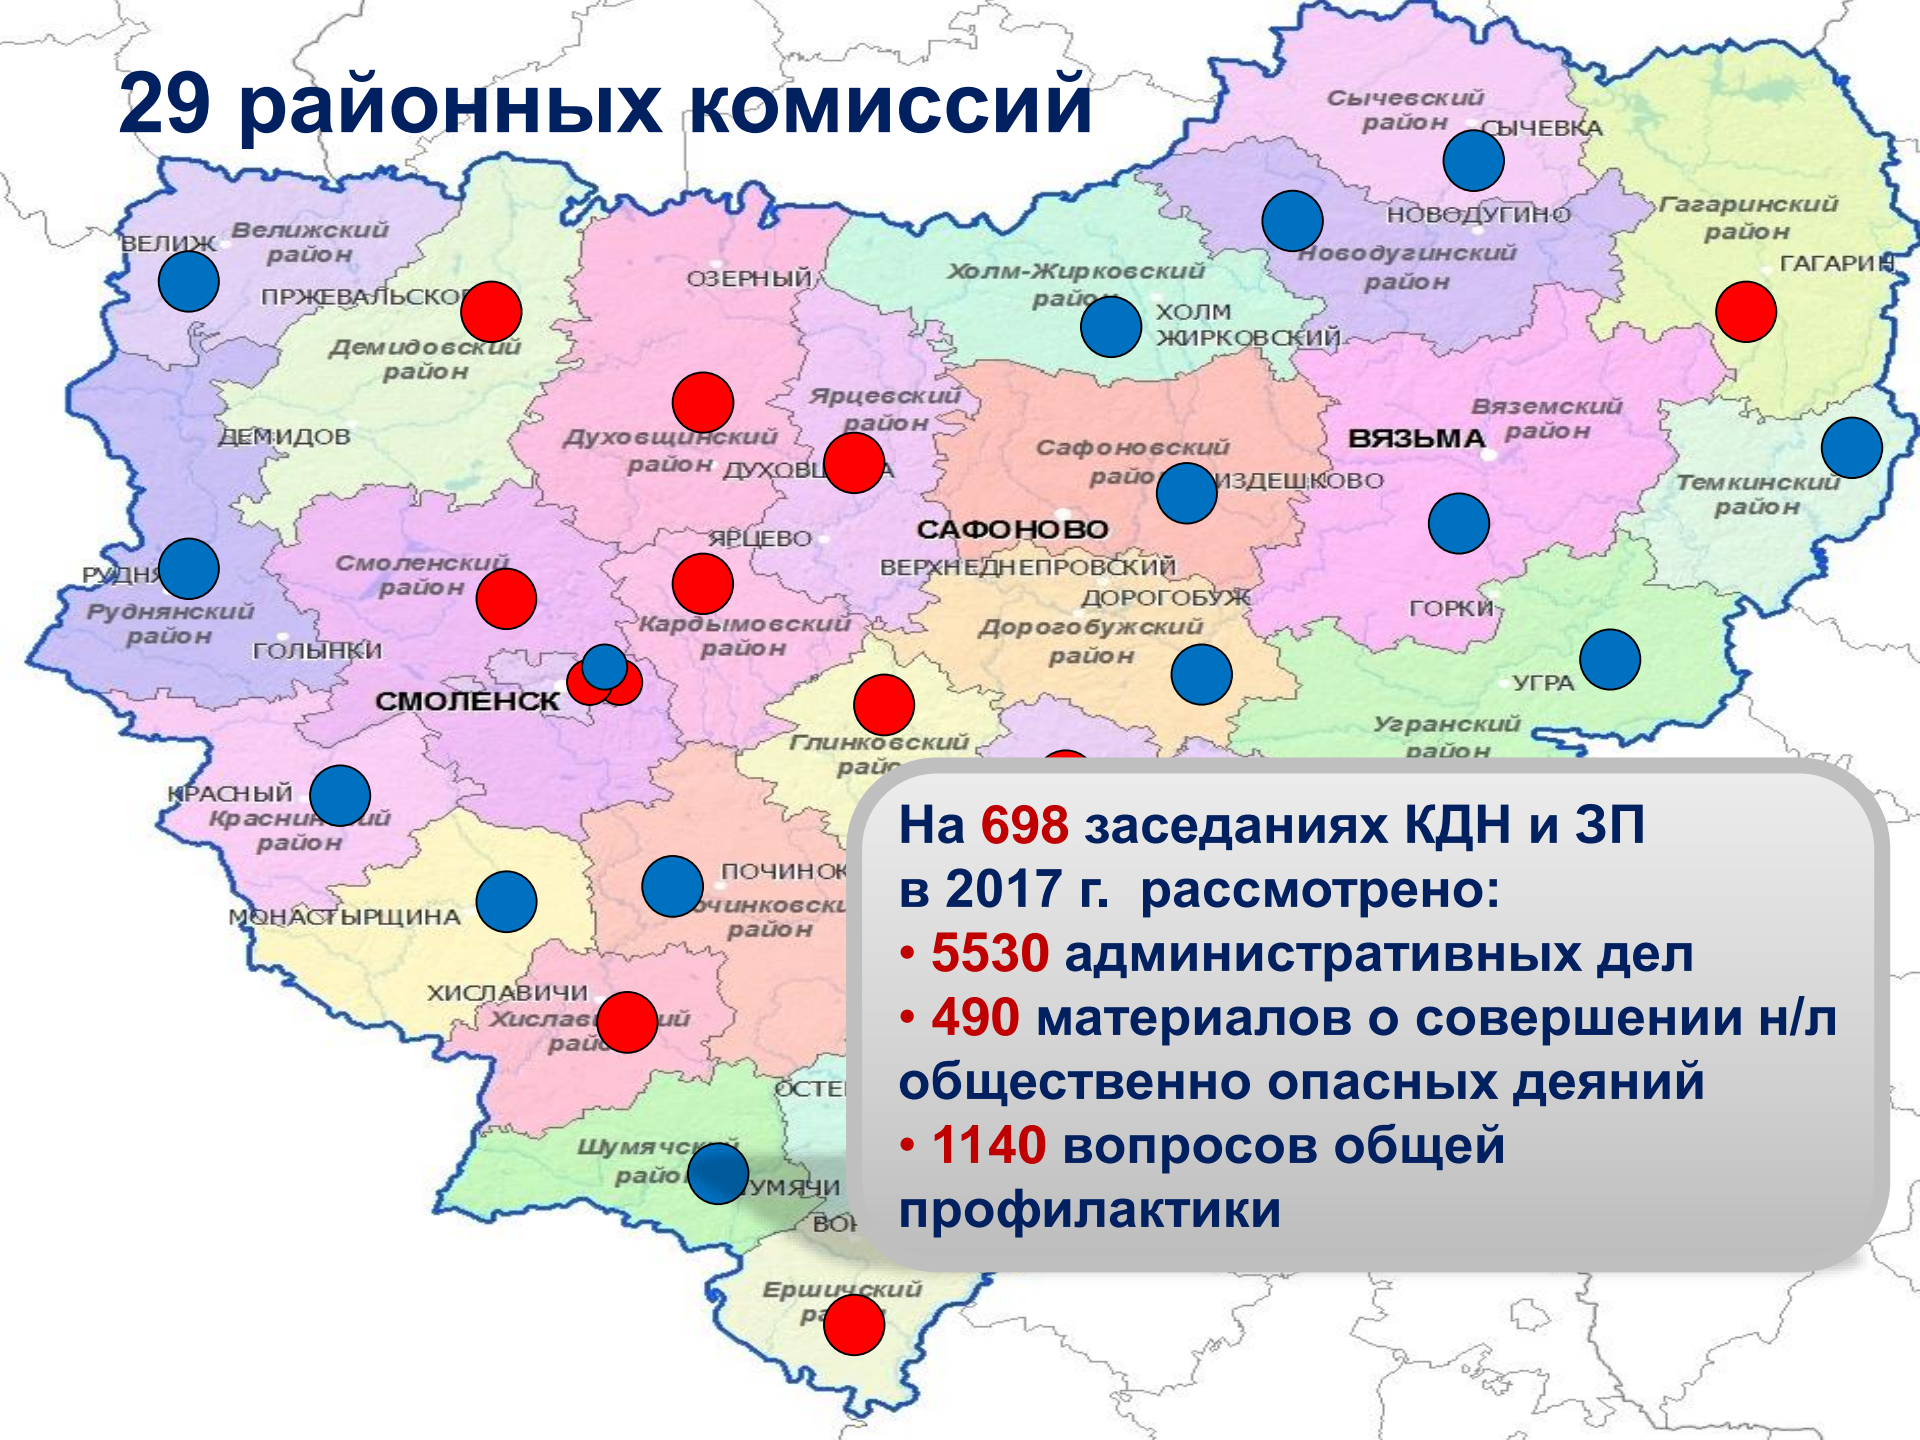 29 районных комиссий
Сычевский
район
СЫЧЕВКА
Гагаринский
район
ГАГАРИН
НОВОДУГИНО
Новодугинский
район
ВЕЛИЖ
Велижский
район
ПРЖЕВАЛЬСКОЕ
ОЗЕРНЫЙ
Холм-Жирковский
район
ХОЛМ
ЖИРКОВСКИЙ
Демидовский
район
ДЕМИДОВ
Ярцевский
район
Духовщинский
район
Сафоновский
ИЗДЕШКОВО
ВЯЗЬМА
Вяземский
район
Темкинский
район
САФОНОВО
ЯРЦЕВО
ВЕРХНЕДНЕПРОВСКИЙ
ДОРОГОБУЖ
Дорогобужский
район
ГОРКИ
Смоленский
район
Руднянский
район
ГОЛЫНКИ
Кардымовский
район
СМОЛЕНСК
УГРА
Угранский
район
Глинковский
КРАСНЫЙ
район
ПОЧИНОК
район
МОНАСТЫРЩИНА
ХИСЛАВИЧИ
Шумячский
Ершичский
На 698 заседаниях КДН и ЗП
в 2017 г. рассмотрено:
• 5530 административных дел
• 490 материалов о совершении н/л
общественно опасных деяний
• 1140 вопросов общей
профилактики